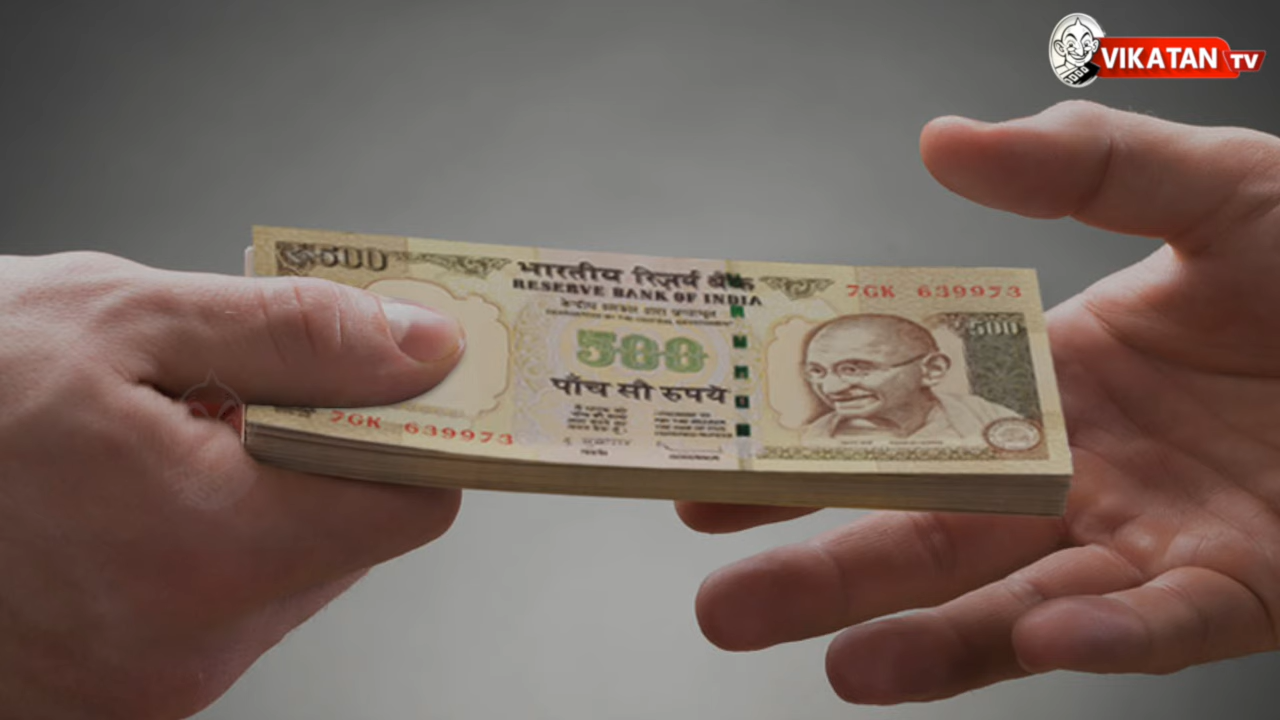 VIKATAN TV
₹500
भारतीय रिज़र्व बैंक
RESERVE BANK OF INDIA
7GK 639973
500
500
पाँच सौ रुपये
7GK 639973